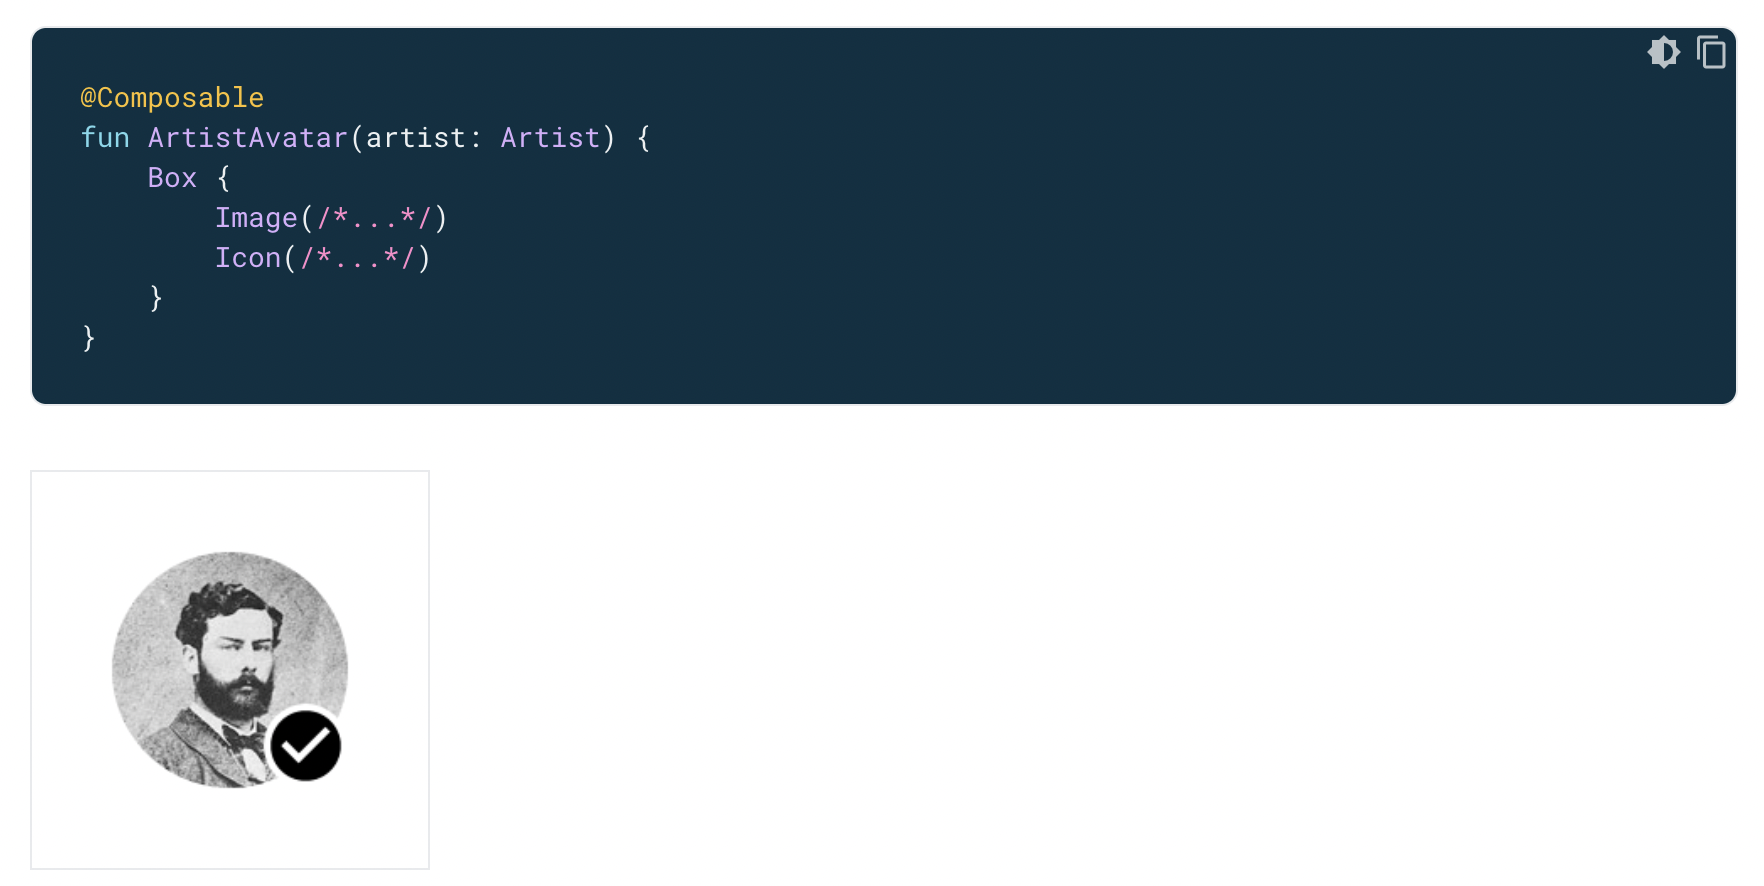 @Composable
fun ArtistAvatar(artist: Artist) {
    Box {
        Image(/*...*/)
        Icon(/*...*/)
    }
}